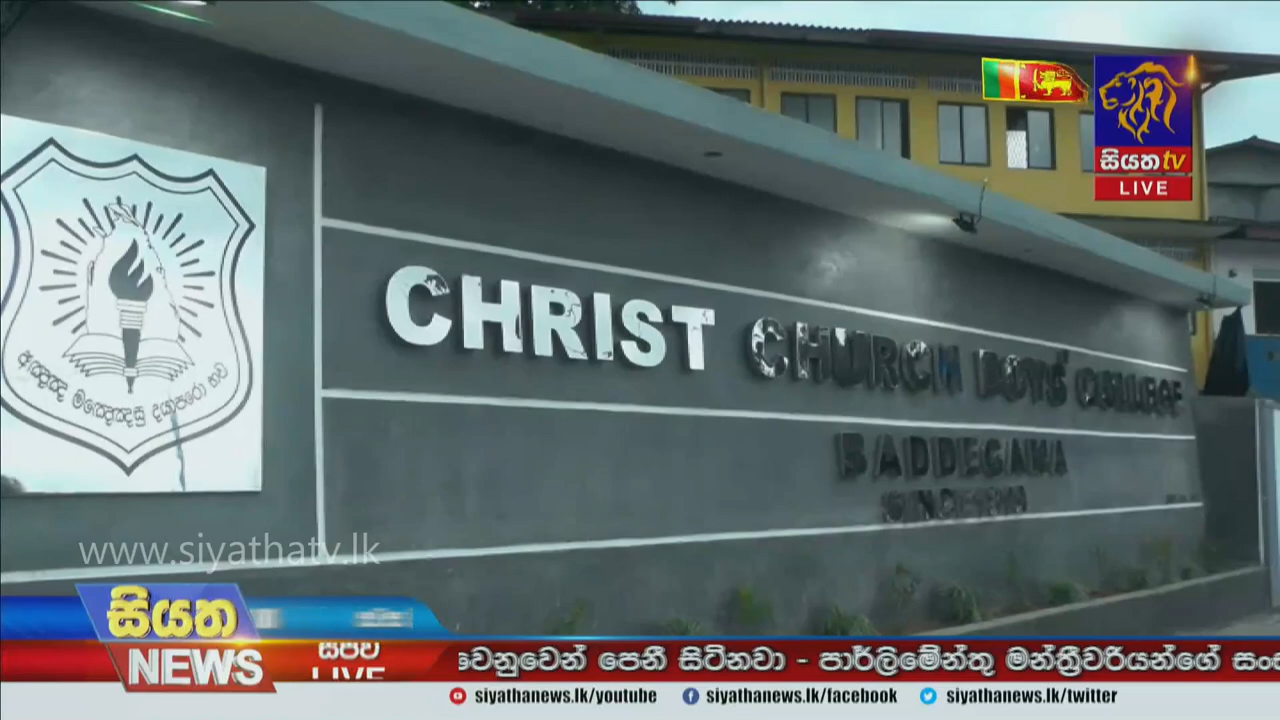 සියත tv
LIVE
CHRIST CHURCH BOYS' COLLEGE
BADDEGAMA
www.siyathatv.lk
සියත
NEWS
සජීව
LIVE
වෙනුවෙන් පෙනී සිටිනවා - පාර්ලිමේන්තු මන්ත්‍රීවරියන්ගේ
siyathanews.lk/youtube
siyathanews.lk/facebook
siyathanews.lk/twitter